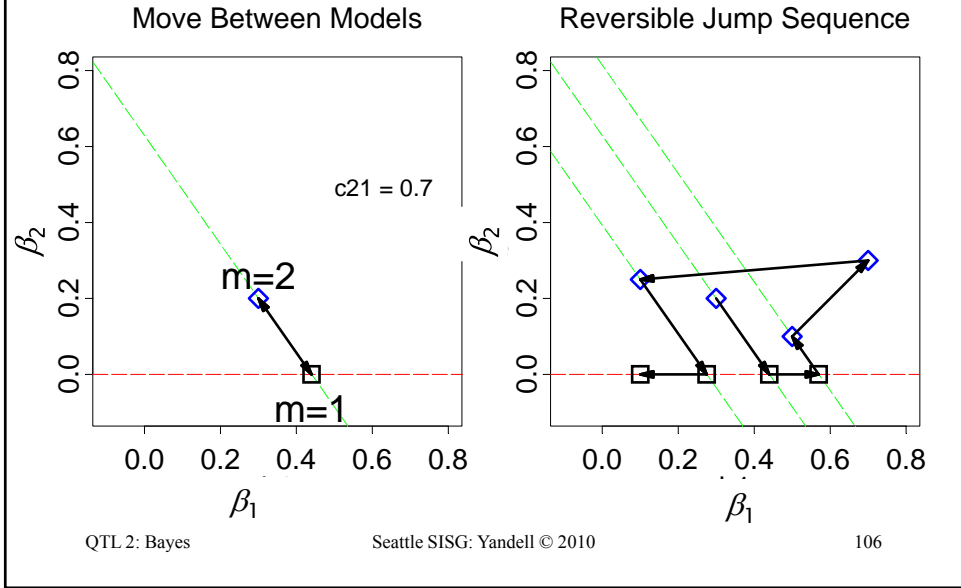 Move Between Models
0.8
0.6
0.4
0.2
0.0
β2
c21 = 0.7
m=2
m=1
0.0 0.2 0.4 0.6 0.8
β1
Reversible Jump Sequence
0.8
0.6
0.4
0.2
0.0
β2
0.0 0.2 0.4 0.6 0.8
β1
QTL 2: Bayes
Seattle SISG: Yandell © 2010
106